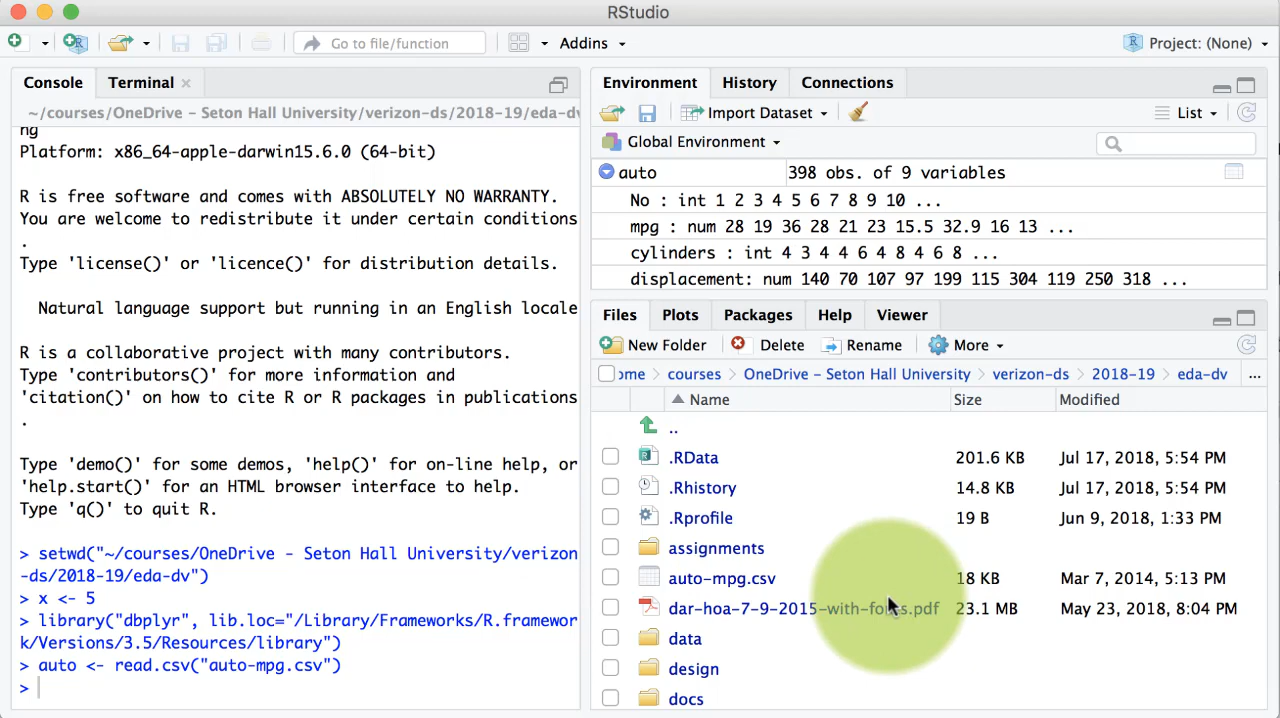 RStudio
Go to file/function
Addins
Project: (None)
Console
Terminal
~/courses/OneDrive - Seton Hall University/verizon-ds/2018-19/eda-dv
ng
Platform: x86_64-apple-darwin15.6.0 (64-bit)
R is free software and comes with ABSOLUTELY NO WARRANTY.
You are welcome to redistribute it under certain conditions
.
Type 'license()' or 'licence()' for distribution details.
Natural language support but running in an English locale
R is a collaborative project with many contributors.
Type 'contributors()' for more information and
'citation()' on how to cite R or R packages in publications
.
Type 'demo()' for some demos, 'help()' for on-line help, or
'help.start()' for an HTML browser interface to help.
Type 'q()' to quit R.
> setwd("~/courses/OneDrive - Seton Hall University/verizon
-ds/2018-19/eda-dv")
> x <- 5
> library("dbplyr", lib.loc="/Library/Frameworks/R.framewor
k/Versions/3.5/Resources/library")
> auto <- read.csv("auto-mpg.csv")
>
Environment
History
Connections
Import Dataset
List
Global Environment
auto 398 obs. of 9 variables
No : int 1 2 3 4 5 6 7 8 9 10 ...
mpg : num 28 19 36 28 21 23 15.5 32.9 16 13 ...
cylinders : int 4 3 4 4 6 4 8 4 6 8 ...
displacement: num 140 70 107 97 199 115 304 119 250 318 ...
Files
Plots
Packages
Help
Viewer
New Folder
Delete
Rename
More
ome > courses > OneDrive - Seton Hall University > verizon-ds > 2018-19 > eda-dv ...
Name Size Modified
..
.RData 201.6 KB Jul 17, 2018, 5:54 PM
.Rhistory 14.8 KB Jul 17, 2018, 5:54 PM
.Rprofile 19 B Jun 9, 2018, 1:33 PM
assignments
auto-mpg.csv 18 KB Mar 7, 2014, 5:13 PM
dar-hoa-7-9-2015-with-fonts.pdf 23.1 MB May 23, 2018, 8:04 PM
data
design
docs